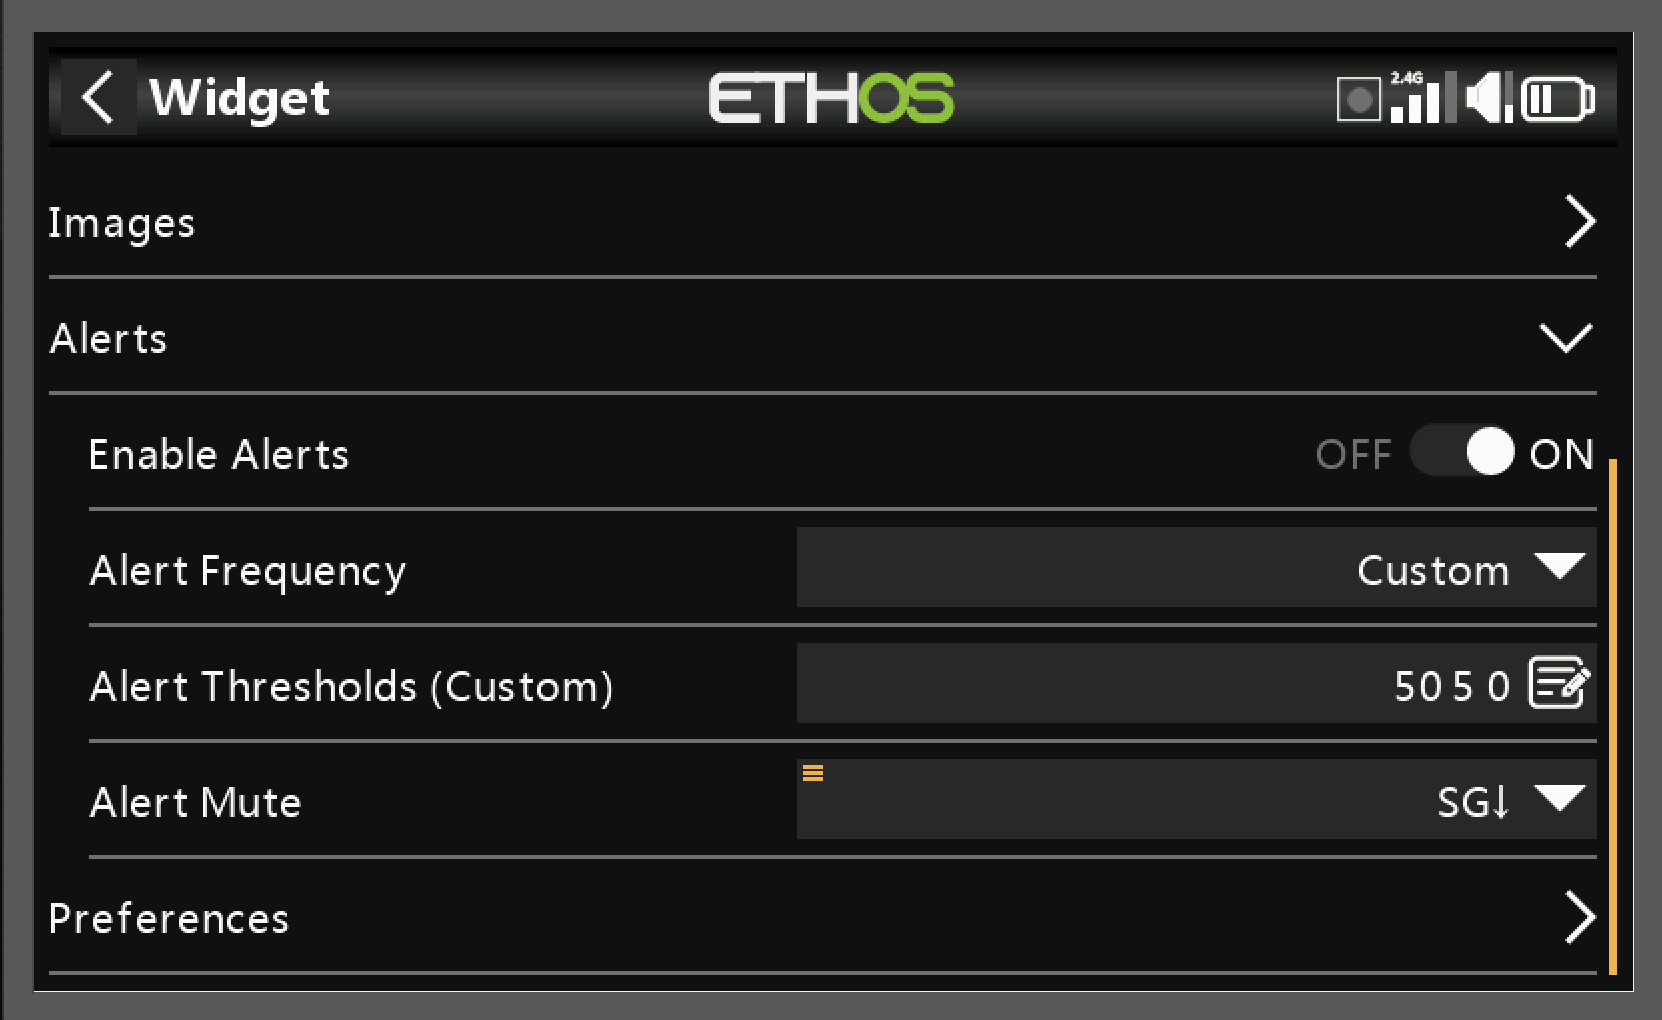 Widget
ETHOS
2.4G
Images
Alerts
Enable Alerts OFF ON
Alert Frequency Custom
Alert Thresholds (Custom) 50 5 0
Alert Mute SG↓
Preferences